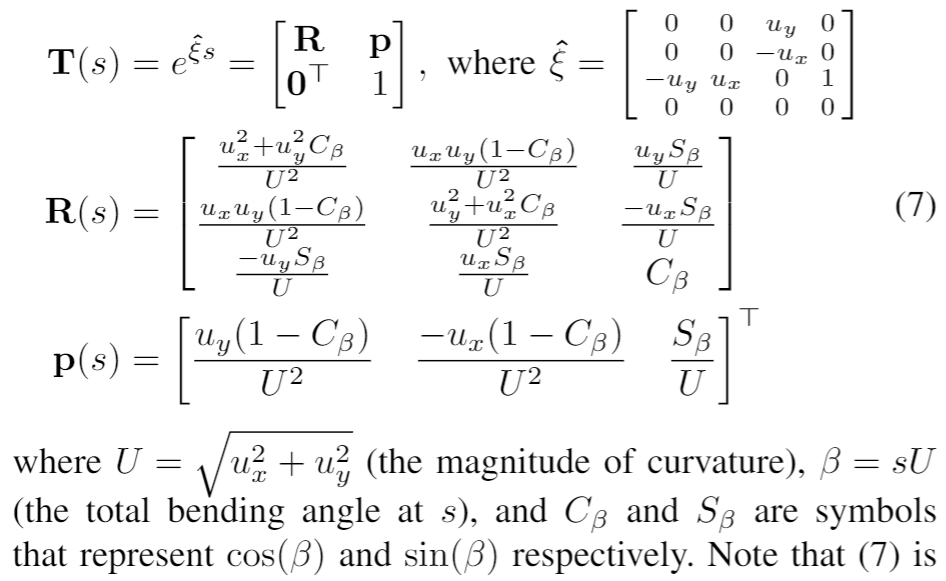 $\mathbf{T}(s) = e^{\hat{\xi}s} = \begin{bmatrix} \mathbf{R} & \mathbf{p} \\ \mathbf{0}^\top & 1 \end{bmatrix}, \text{ where } \hat{\xi} = \begin{bmatrix} 0 & 0 & u_y & 0 \\ 0 & 0 & -u_x & 0 \\ -u_y & u_x & 0 & 1 \\ 0 & 0 & 0 & 0 \end{bmatrix}$
$\mathbf{R}(s) = \begin{bmatrix} \frac{u_x^2+u_y^2 C_\beta}{U^2} & \frac{u_x u_y(1-C_\beta)}{U^2} & \frac{u_y S_\beta}{U} \\ \frac{u_x u_y(1-C_\beta)}{U^2} & \frac{u_y^2+u_x^2 C_\beta}{U^2} & \frac{-u_x S_\beta}{U} \\ \frac{-u_y S_\beta}{U} & \frac{u_x S_\beta}{U} & C_\beta \end{bmatrix}$ (7)
$\mathbf{p}(s) = \begin{bmatrix} \frac{u_y(1-C_\beta)}{U^2} & \frac{-u_x(1-C_\beta)}{U^2} & \frac{S_\beta}{U} \end{bmatrix}^\top$
where $U = \sqrt{u_x^2 + u_y^2}$ (the magnitude of curvature), $\beta = sU$
(the total bending angle at $s$), and $C_\beta$ and $S_\beta$ are symbols
that represent $\cos(\beta)$ and $\sin(\beta)$ respectively. Note that (7) is